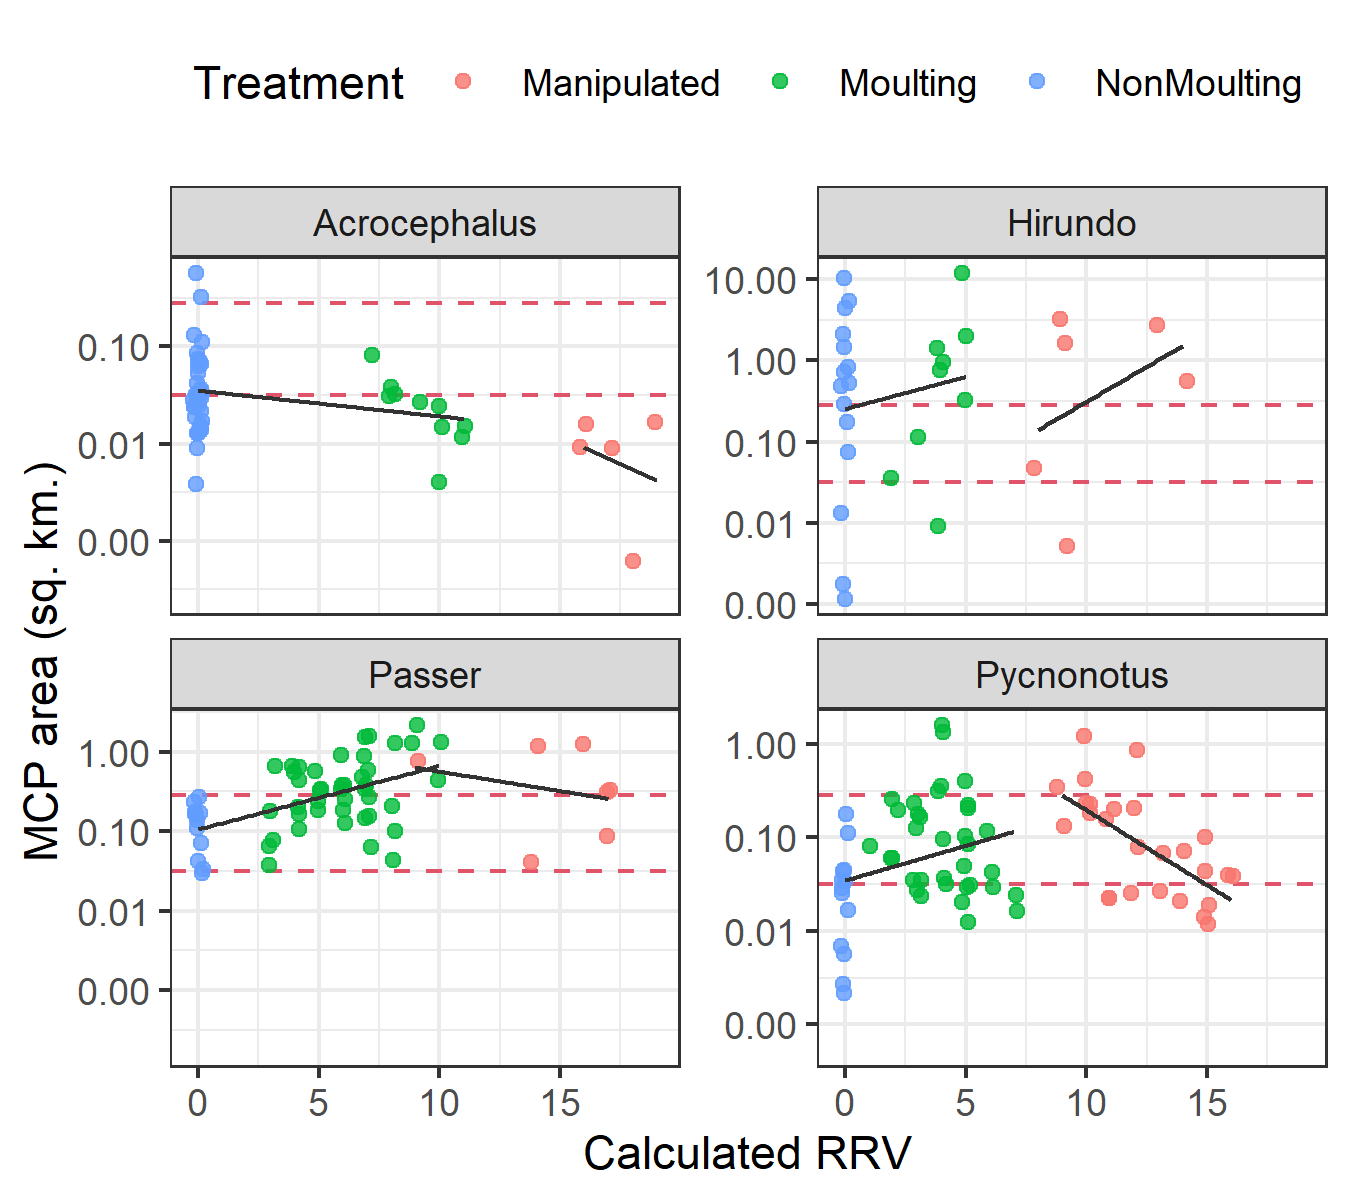 Treatment Manipulated Moulting NonMoulting
Acrocephalus
Hirundo
0.10
0.01
0.00
10.00
1.00
0.10
0.01
0.00
MCP area (sq. km.)
Passer
Pycnonotus
1.00
0.10
0.01
0.00
1.00
0.10
0.01
0.00
0 5 10 15
0 5 10 15
Calculated RRV